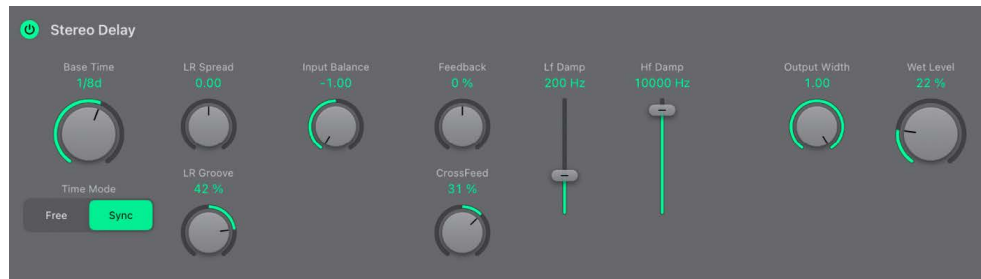 Stereo Delay
Base Time
1/8d
LR Spread
0.00
Input Balance
-1.00
Feedback
0 %
Lf Damp
200 Hz
Hf Damp
10000 Hz
Output Width
1.00
Wet Level
22 %
Time Mode
Free
Sync
LR Groove
42 %
CrossFeed
31 %